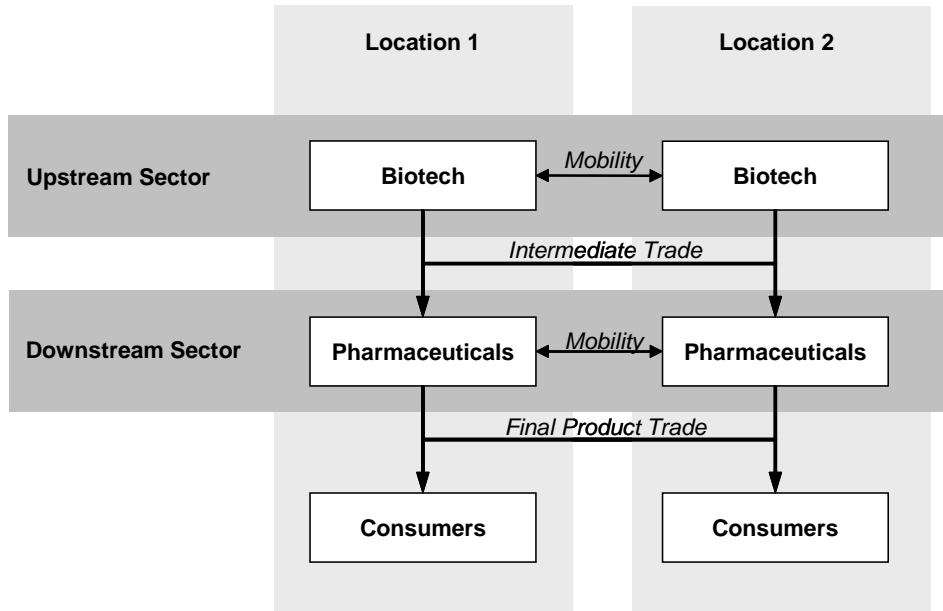 Location 1
Location 2
Upstream Sector
Biotech
Mobility
Biotech
Intermediate Trade
Downstream Sector
Pharmaceuticals
Mobility
Pharmaceuticals
Final Product Trade
Consumers
Consumers